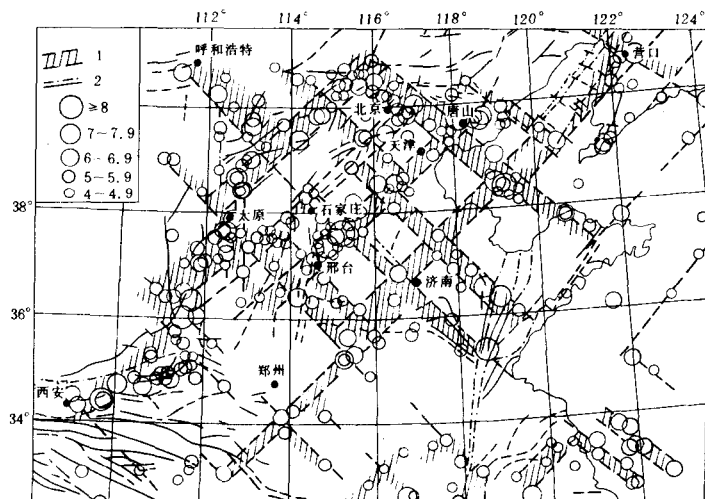 112° 114° 116° 118° 120° 122° 124°
呼和浩特
营口
1
2
≥8
7-7.9
6-6.9
5-5.9
4-4.9
北京
唐山
天津
38°
太原
石家庄
邢台
济南
36°
郑州
西安
34°